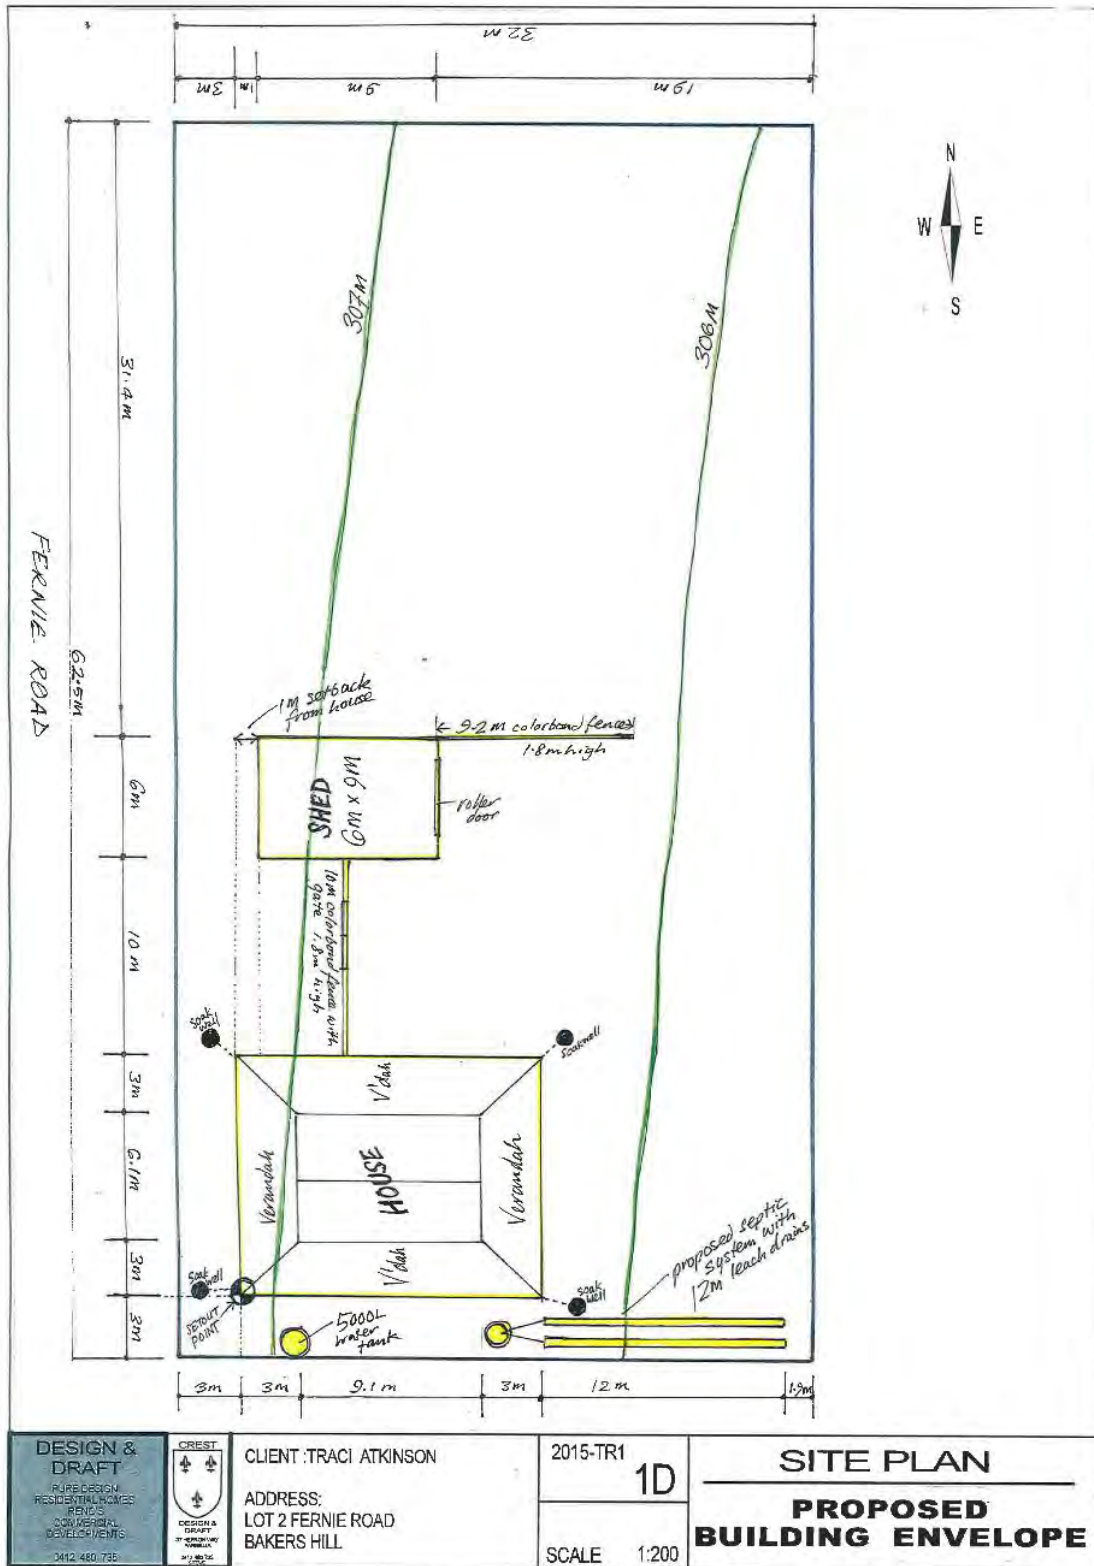 32m
3m
1m
9m
19m
N
W E
S
307M
306M
31.4m
FERNIE ROAD
62.5M
1M setback
from house
9.2m colorbond fence
1.8m high
6m
SHED
6M x 9M
roller
door
10m colorbond fence with
gate 1.8m high
10 m
soak
well
soakwell
3m
V'dah
6.1m
Verandah
HOUSE
Verandah
3m
V'dah
soak
well
SETOUT
POINT
soak
well
proposed septic
system with
12M leach drains
3m
5000L
water
tank
3m
3m
9.1m
3m
12m
1.9m
DESIGN &
DRAFT
PURE DESIGN
RESIDENTIAL HOMES
RENO'S
COMMERCIAL
DEVELOPMENTS
0412 480 735
CREST
DESIGN &
DRAFT
CLIENT :TRACI ATKINSON
ADDRESS:
LOT 2 FERNIE ROAD
BAKERS HILL
2015-TR1
1D
SCALE 1:200
SITE PLAN
PROPOSED
BUILDING ENVELOPE